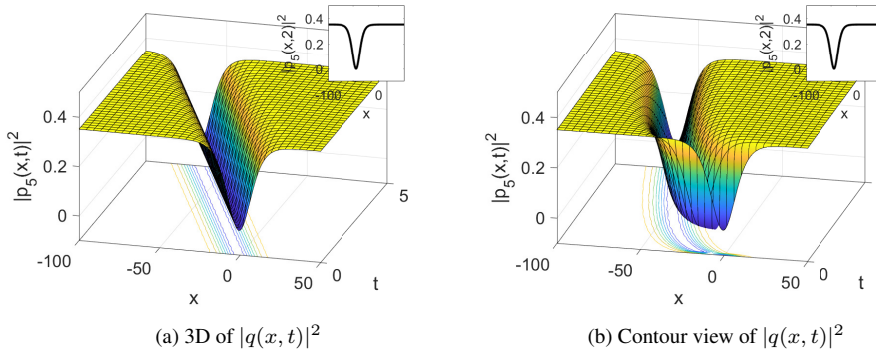 0.4
0.2
0
|p₅(x,2)|²
-100
0
x
0.4
0.2
0
|p₅(x,t)|²
-100
-50
0
50
x
0
5
t
(a) 3D of |q(x, t)|²
0.4
0.2
0
|p₅(x,2)|²
-100
0
x
0.4
0.2
0
|p₅(x,t)|²
-100
-50
0
50
x
0
t
(b) Contour view of |q(x, t)|²